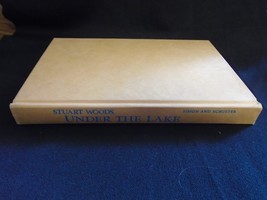 STUART WOODS
UNDER THE LAKE
SIMON AND SCHUSTER